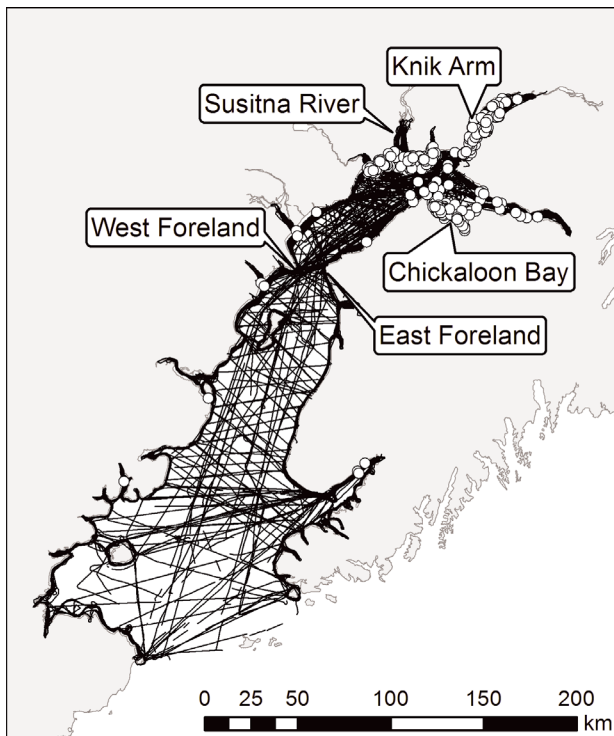 Knik Arm
Susitna River
West Foreland
Chickaloon Bay
East Foreland
0 25 50 100 150 200
km